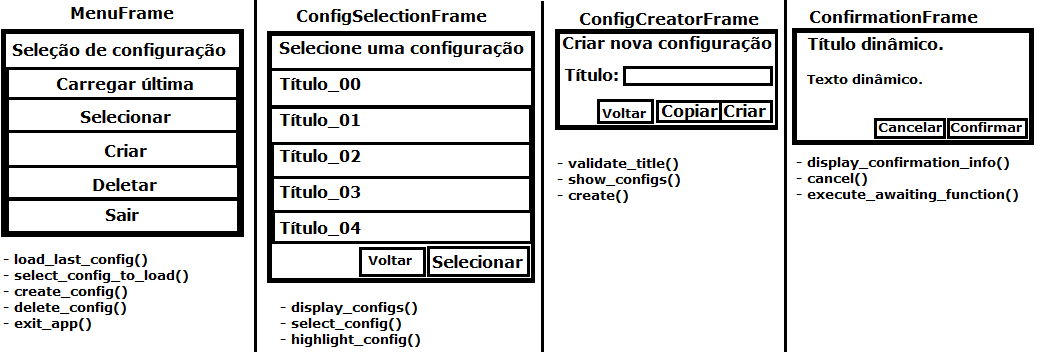 MenuFrame
Seleção de configuração
Carregar última
Selecionar
Criar
Deletar
Sair
- load_last_config()
- select_config_to_load()
- create_config()
- delete_config()
- exit_app()
ConfigSelectionFrame
Selecione uma configuração
Título_00
Título_01
Título_02
Título_03
Título_04
Voltar Selecionar
- display_configs()
- select_config()
- highlight_config()
ConfigCreatorFrame
Criar nova configuração
Título:
Voltar Copiar Criar
- validate_title()
- show_configs()
- create()
ConfirmationFrame
Título dinâmico.
Texto dinâmico.
Cancelar Confirmar
- display_confirmation_info()
- cancel()
- execute_awaiting_function()